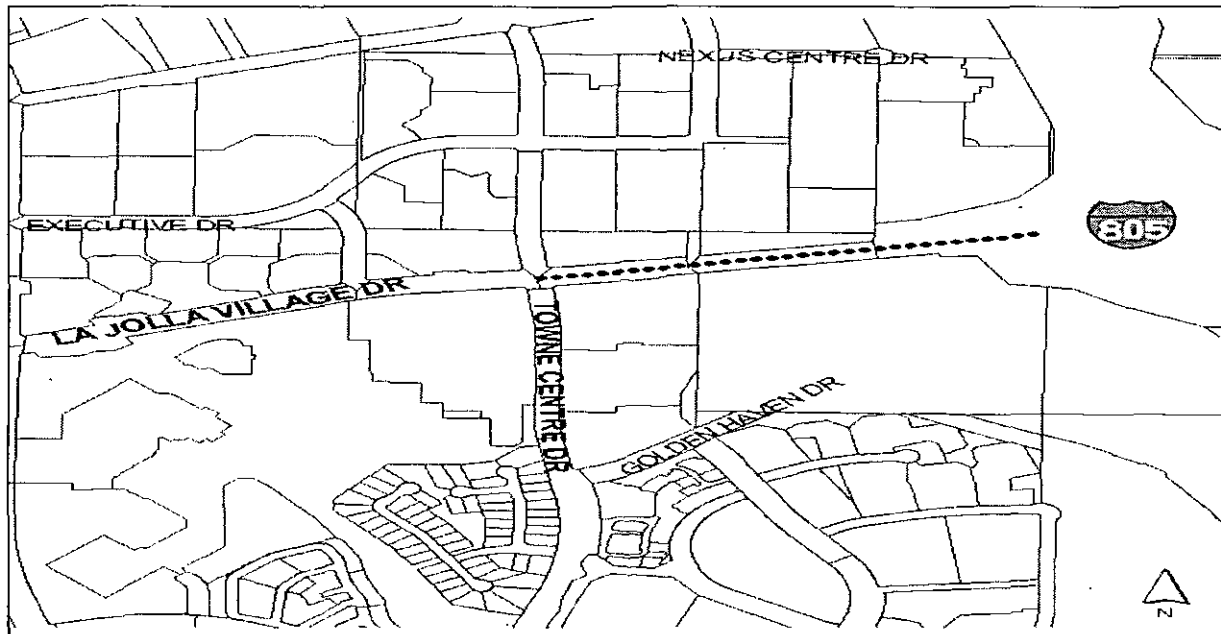 NEXUS CENTRE DR
805
EXECUTIVE DR
LA JOLLA VILLAGE DR
TOWNE CENTRE DR
GOLDEN HAVEN DR
N